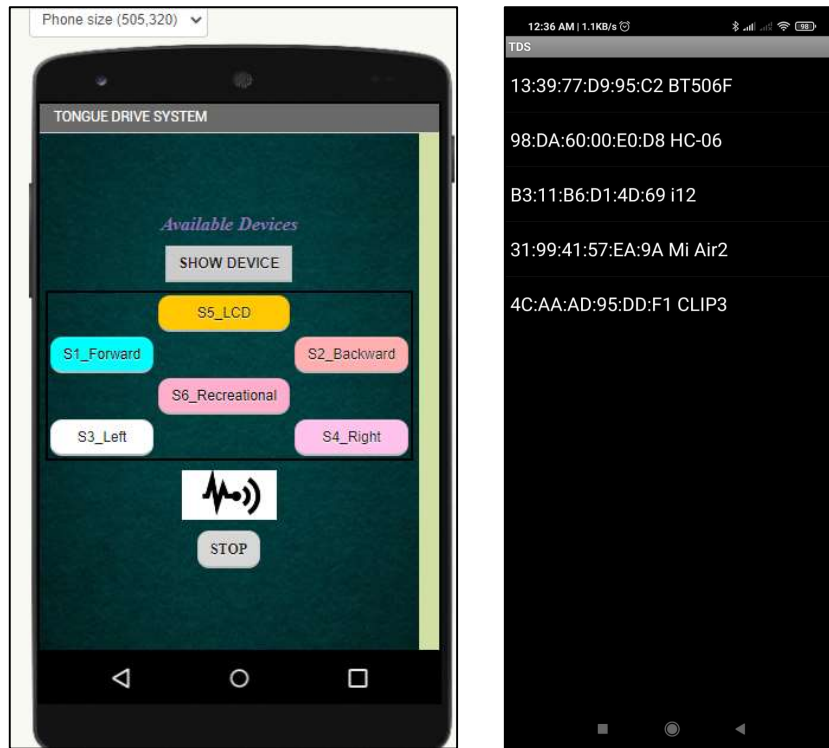 Phone size (505,320)
TONGUE DRIVE SYSTEM
Available Devices
SHOW DEVICE
S5_LCD
S1_Forward
S2_Backward
S6_Recreational
S3_Left
S4_Right
STOP
12:36 AM | 1.1KB/s
98
TDS
13:39:77:D9:95:C2 BT506F
98:DA:60:00:E0:D8 HC-06
B3:11:B6:D1:4D:69 i12
31:99:41:57:EA:9A Mi Air2
4C:AA:AD:95:DD:F1 CLIP3